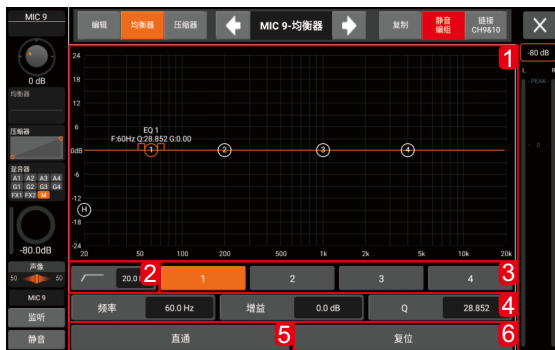 MIC 9
编辑 均衡器 压缩器 MIC 9-均衡器 复制 静音编组 链接 CH9&10
-80 dB
0 dB
均衡器
压缩器
混音器
A1 A2 A3 A4
G1 G2 G3 G4
FX1 FX2 M
-80.0dB
声像
50 50
MIC 9
监听
静音
24
18
12
6
0dB
-6
-12
-18
-24
EQ 1
F:60Hz Q:28.852 G:0.00
1 2 3 4
H
20 50 100 200 500 1k 2k 5k 10k 20k
1
L R
- PEAK -
- 0 -
20.0 2 1 2 3 4 3
频率 60.0 Hz 增益 0.0 dB Q 28.852 4
直通 5 复位 6